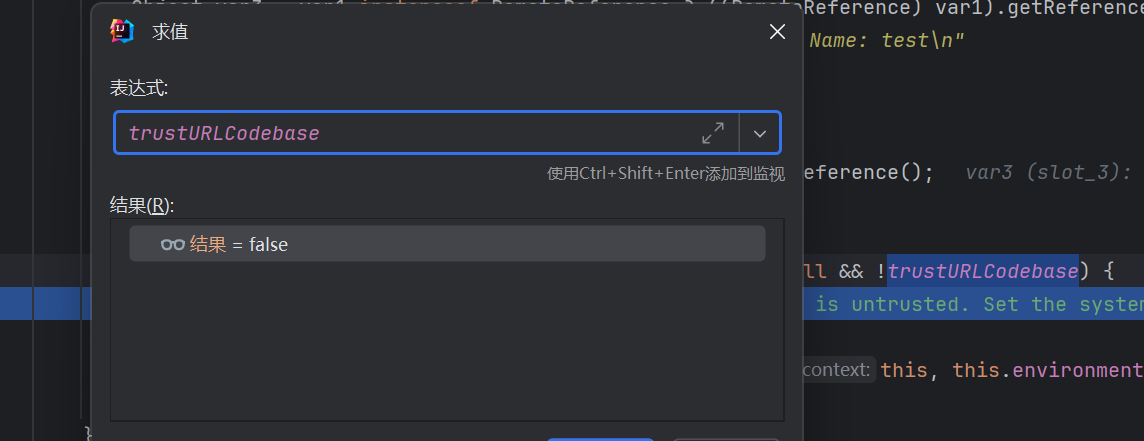 Object var3 = var1 instanceof RemoteReference ? ((RemoteReference) var1).getReference
求值
Name: test\n"
表达式:
trustURLCodebase
使用Ctrl+Shift+Enter添加到监视
eference(); var3 (slot_3):
结果(R):
结果 = false
ll && !trustURLCodebase) {
is untrusted. Set the system
context: this, this.environment
}